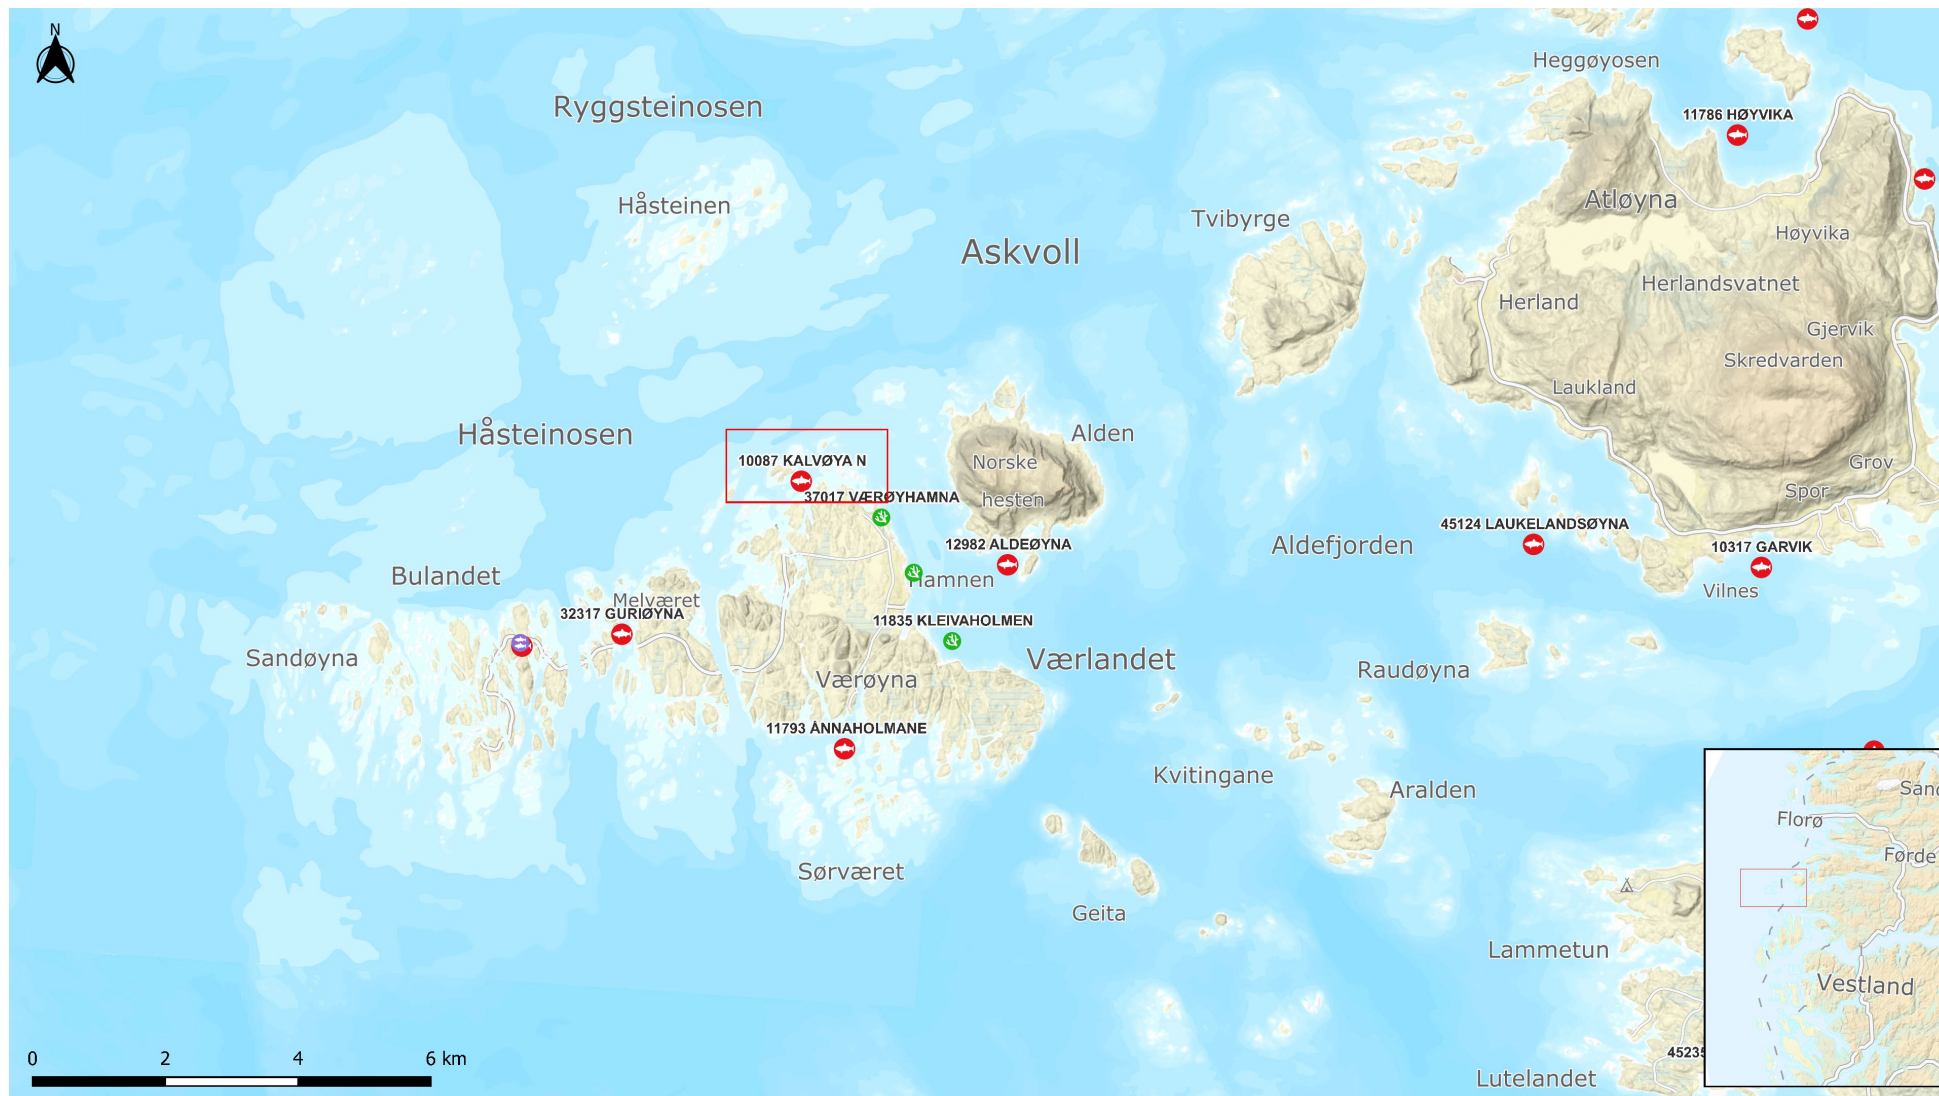 N
Heggøyosen
Ryggsteinosen
11786 HØYVIKA
Håsteinen
Atløyna
Tvibyrge
Høyvika
Askvoll
Herlandsvatnet
Herland
Gjervik
Skredvarden
Laukland
Håsteinosen
Alden
10087 KALVØYA N
Norske
hesten
Grov
Spor
37017 VÆRØYHAMNA
45124 LAUKELANDSØYNA
12982 ALDEØYNA
Aldefjorden
10317 GARVIK
Bulandet
Hamnen
Vilnes
Melværet
32317 GURIØYNA
11835 KLEIVAHOLMEN
Sandøyna
Værlandet
Raudøyna
Værøyna
11793 ÅNNAHOLMANE
Kvitingane
Aralden
Sand
Florø
Førde
Sørværet
Geita
Lammetun
Vestland
45235
Lutelandet
0 2 4 6 km